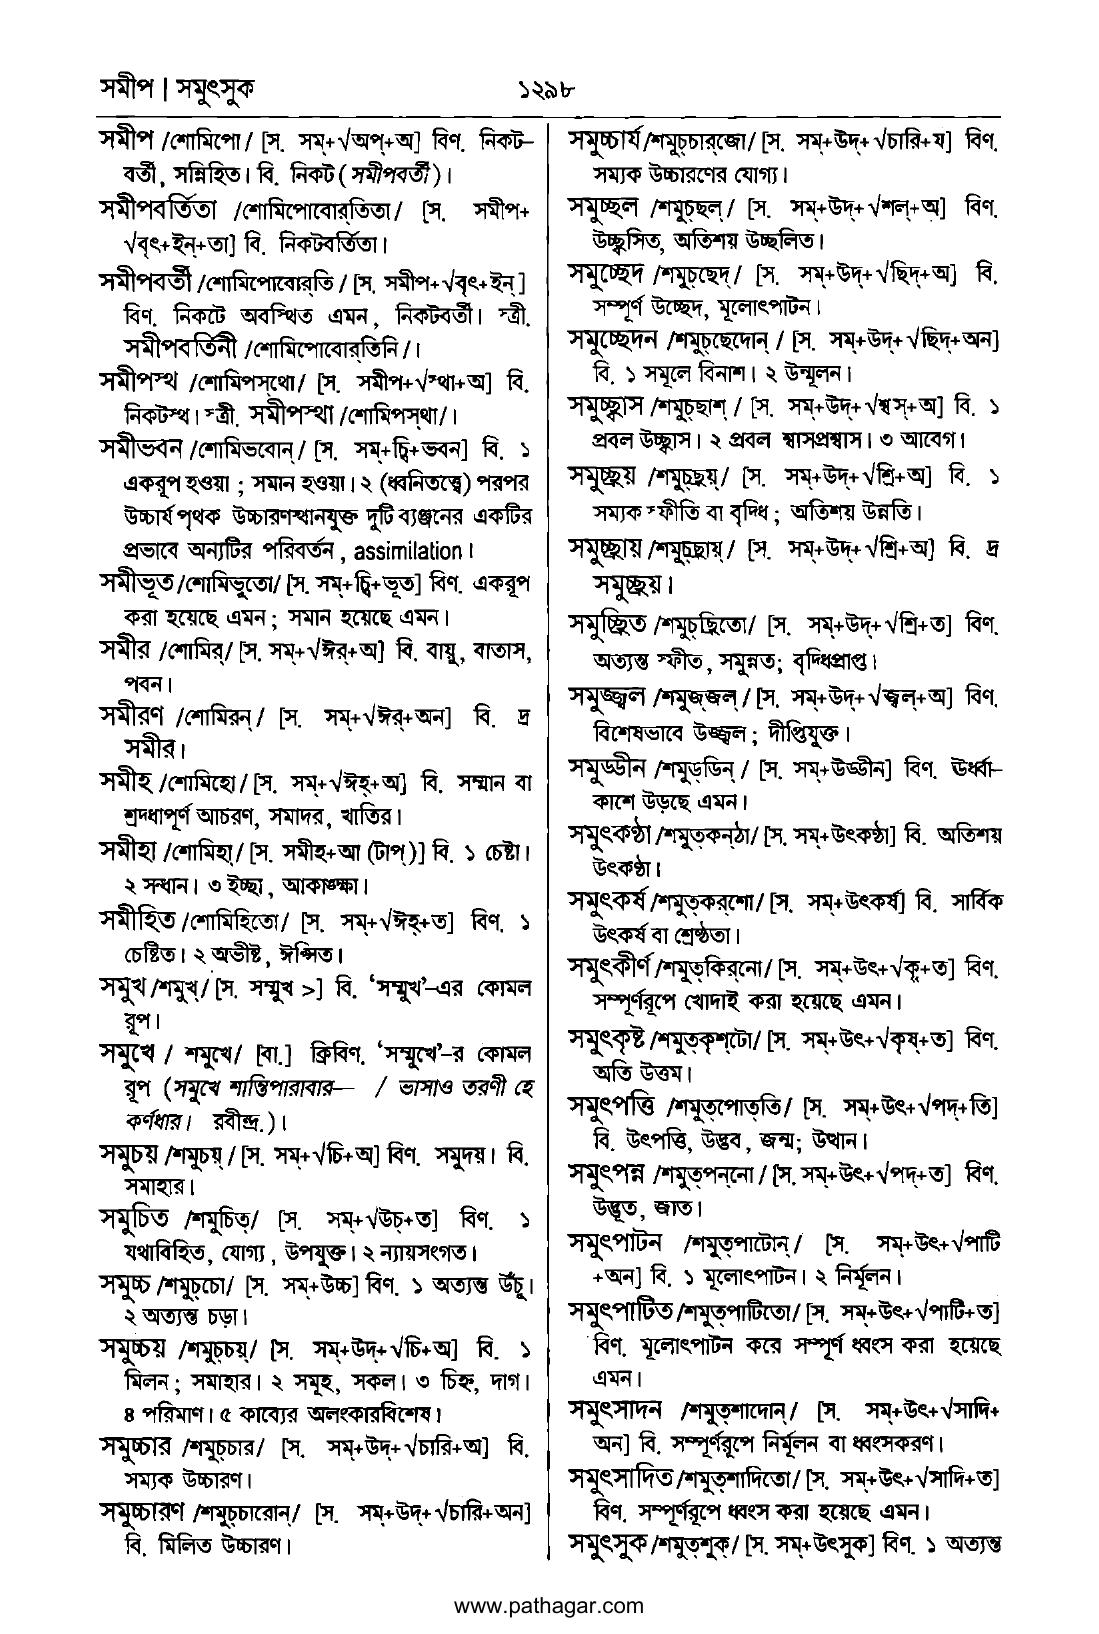 সমীপ | সমুৎসুক
১২৯৮
সমীপ /শোমিপো/ [স. সম্+√অপ্+অ] বিণ. নিকট–
বর্তী, সন্নিহিত। বি. নিকট (সমীপবর্তী)।
সমীপবর্তিতা /শোমিপোবোর্‌তিতা/ [স. সমীপ+
√বৃৎ+ইন্+তা] বি. নিকটবর্তিতা।
সমীপবর্তী /শোমিপোবোর্‌তি/ [স. সমীপ+√বৃৎ+ইন্]
বিণ. নিকটে অবস্থিত এমন, নিকটবর্তী। স্ত্রী.
সমীপবর্তিনী /শোমিপোবোর্‌তিনি/।
সমীপস্থ /শোমিপস্‌থো/ [স. সমীপ+√স্থা+অ] বি.
নিকটস্থ। স্ত্রী. সমীপস্থা /শোমিপস্‌থা/।
সমীভবন /শোমিভবোন্/ [স. সম্+চ্বি+ভবন] বি. ১
একরূপ হওয়া ; সমান হওয়া। ২ (ধ্বনিতত্ত্বে) পরপর
উচ্চার্য পৃথক উচ্চারণস্থানযুক্ত দুটি ব্যঞ্জনের একটির
প্রভাবে অন্যটির পরিবর্তন, assimilation।
সমীভূত /শোমিভুতো/ [স. সম্+চ্বি+ভূত] বিণ. একরূপ
করা হয়েছে এমন; সমান হয়েছে এমন।
সমীর /শোমির্/ [স. সম্+√ঈর্+অ] বি. বায়ু, বাতাস,
পবন।
সমীরণ /শোমিরন্/ [স. সম্+√ঈর্+অন] বি. দ্র
সমীর।
সমীহ /শোমিহো/ [স. সম্+√ঈহ্+অ] বি. সম্মান বা
শ্রদ্ধাপূর্ণ আচরণ, সমাদর, খাতির।
সমীহা /শোমিহা/ [স. সমীহ+আ (টাপ্)] বি. ১ চেষ্টা।
২ সন্ধান। ৩ ইচ্ছা, আকাঙ্ক্ষা।
সমীহিত /শোমিহিতো/ [স. সম্+√ঈহ্+ত] বিণ. ১
চেষ্টিত। ২ অভীষ্ট, ঈপ্সিত।
সমুখ /শমুখ্/ [স. সম্মুখ >] বি. ‘সম্মুখ’–এর কোমল
রূপ।
সমুখে / শমুখে/ [বা.] ক্রিবিণ. ‘সম্মুখে’–র কোমল
রূপ (সমুখে শান্তিপারাবার— / ভাসাও তরণী হে
কর্ণধার। রবীন্দ্র.)।
সমুচয় /শমুচয়্/ [স. সম্+√চি+অ] বিণ. সমুদয়। বি.
সমাহার।
সমুচিত /শমুচিত্/ [স. সম্+√উচ্+ত] বিণ. ১
যথাবিহিত, যোগ্য, উপযুক্ত। ২ ন্যায়সংগত।
সমুচ্চ /শমুচ্‌চো/ [স. সম্+উচ্চ] বিণ. ১ অত্যন্ত উঁচু।
২ অত্যন্ত চড়া।
সমুচ্চয় /শমুচ্‌চয়্/ [স. সম্+উদ্+√চি+অ] বি. ১
মিলন; সমাহার। ২ সমূহ, সকল। ৩ চিহ্ন, দাগ।
৪ পরিমাণ। ৫ কাব্যের অলংকারবিশেষ।
সমুচ্চার /শমুচ্‌চার/ [স. সম্+উদ্+√চারি+অ] বি.
সম্যক উচ্চারণ।
সমুচ্চারণ /শমুচ্‌চারোন্/ [স. সম্+উদ্+√চারি+অন]
বি. মিলিত উচ্চারণ।
সমুচ্চার্য /শমুচ্‌চার্‌জো/ [স. সম্+উদ্+√চারি+য] বিণ.
সম্যক উচ্চারণের যোগ্য।
সমুচ্ছল /শমুচ্‌ছল্/ [স. সম্+উদ্+√শল্+অ] বিণ.
উচ্ছ্বসিত, অতিশয় উচ্ছলিত।
সমুচ্ছেদ /শমুচ্‌ছেদ্/ [স. সম্+উদ্+√ছিদ্+অ] বি.
সম্পূর্ণ উচ্ছেদ, মূলোৎপাটন।
সমুচ্ছেদন /শমুচ্‌ছেদোন্/ [স. সম্+উদ্+√ছিদ্+অন]
বি. ১ সমূলে বিনাশ। ২ উন্মূলন।
সমুচ্ছ্বাস /শমুচ্‌ছাশ্/ [স. সম্+উদ্+√শ্বস্+অ] বি. ১
প্রবল উচ্ছ্বাস। ২ প্রবল শ্বাসপ্রশ্বাস। ৩ আবেগ।
সমুচ্ছ্রয় /শমুচ্‌ছ্রয়্/ [স. সম্+উদ্+√শ্রি+অ] বি. ১
সম্যক স্ফীতি বা বৃদ্ধি; অতিশয় উন্নতি।
সমুচ্ছ্রায় /শমুচ্‌ছ্রায়্/ [স. সম্+উদ্+√শ্রি+অ] বি. দ্র
সমুচ্ছ্রয়।
সমুচ্ছ্রিত /শমুচ্‌ছ্রিতো/ [স. সম্+উদ্+√শ্রি+ত] বিণ.
অত্যন্ত স্ফীত, সমুন্নত; বৃদ্ধিপ্রাপ্ত।
সমুজ্জ্বল /শমুজ্‌জল্/ [স. সম্+উদ্+√জ্বল্+অ] বিণ.
বিশেষভাবে উজ্জ্বল; দীপ্তিযুক্ত।
সমুড্ডীন /শমুড্‌ডিন্/ [স. সম্+উড্ডীন] বিণ. ঊর্ধ্বা–
কাশে উড়ছে এমন।
সমুৎকণ্ঠা /শমুত্‌কন্‌ঠা/ [স. সম্+উৎকণ্ঠা] বি. অতিশয়
উৎকণ্ঠা।
সমুৎকর্ষ /শমুত্‌কর্‌শো/ [স. সম্+উৎকর্ষ] বি. সার্বিক
উৎকর্ষ বা শ্রেষ্ঠতা।
সমুৎকীর্ণ /শমুত্‌কির্‌নো/ [স. সম্+উৎ+√কৄ+ত] বিণ.
সম্পূর্ণরূপে খোদাই করা হয়েছে এমন।
সমুৎকৃষ্ট /শমুত্‌কৃশ্‌টো/ [স. সম্+উৎ+√কৃষ্+ত] বিণ.
অতি উত্তম।
সমুৎপত্তি /শমুত্‌পোত্‌তি/ [স. সম্+উৎ+√পদ্+তি]
বি. উৎপত্তি, উদ্ভব, জন্ম; উত্থান।
সমুৎপন্ন /শমুত্‌পন্‌নো/ [স. সম্+উৎ+√পদ্+ত] বিণ.
উদ্ভূত, জাত।
সমুৎপাটন /শমুত্‌পাটোন্/ [স. সম্+উৎ+√পাটি
+অন] বি. ১ মূলোৎপাটন। ২ নির্মূলন।
সমুৎপাটিত /শমুত্‌পাটিতো/ [স. সম্+উৎ+√পাটি+ত]
বিণ. মূলোৎপাটন করে সম্পূর্ণ ধ্বংস করা হয়েছে
এমন।
সমুৎসাদন /শমুত্‌শাদোন্/ [স. সম্+উৎ+√সাদি+
অন] বি. সম্পূর্ণরূপে নির্মূলন বা ধ্বংসকরণ।
সমুৎসাদিত /শমুত্‌শাদিতো/ [স. সম্+উৎ+√সাদি+ত]
বিণ. সম্পূর্ণরূপে ধ্বংস করা হয়েছে এমন।
সমুৎসুক /শমুত্‌শুক্/ [স. সম্+উৎসুক] বিণ. ১ অত্যন্ত
www.pathagar.com